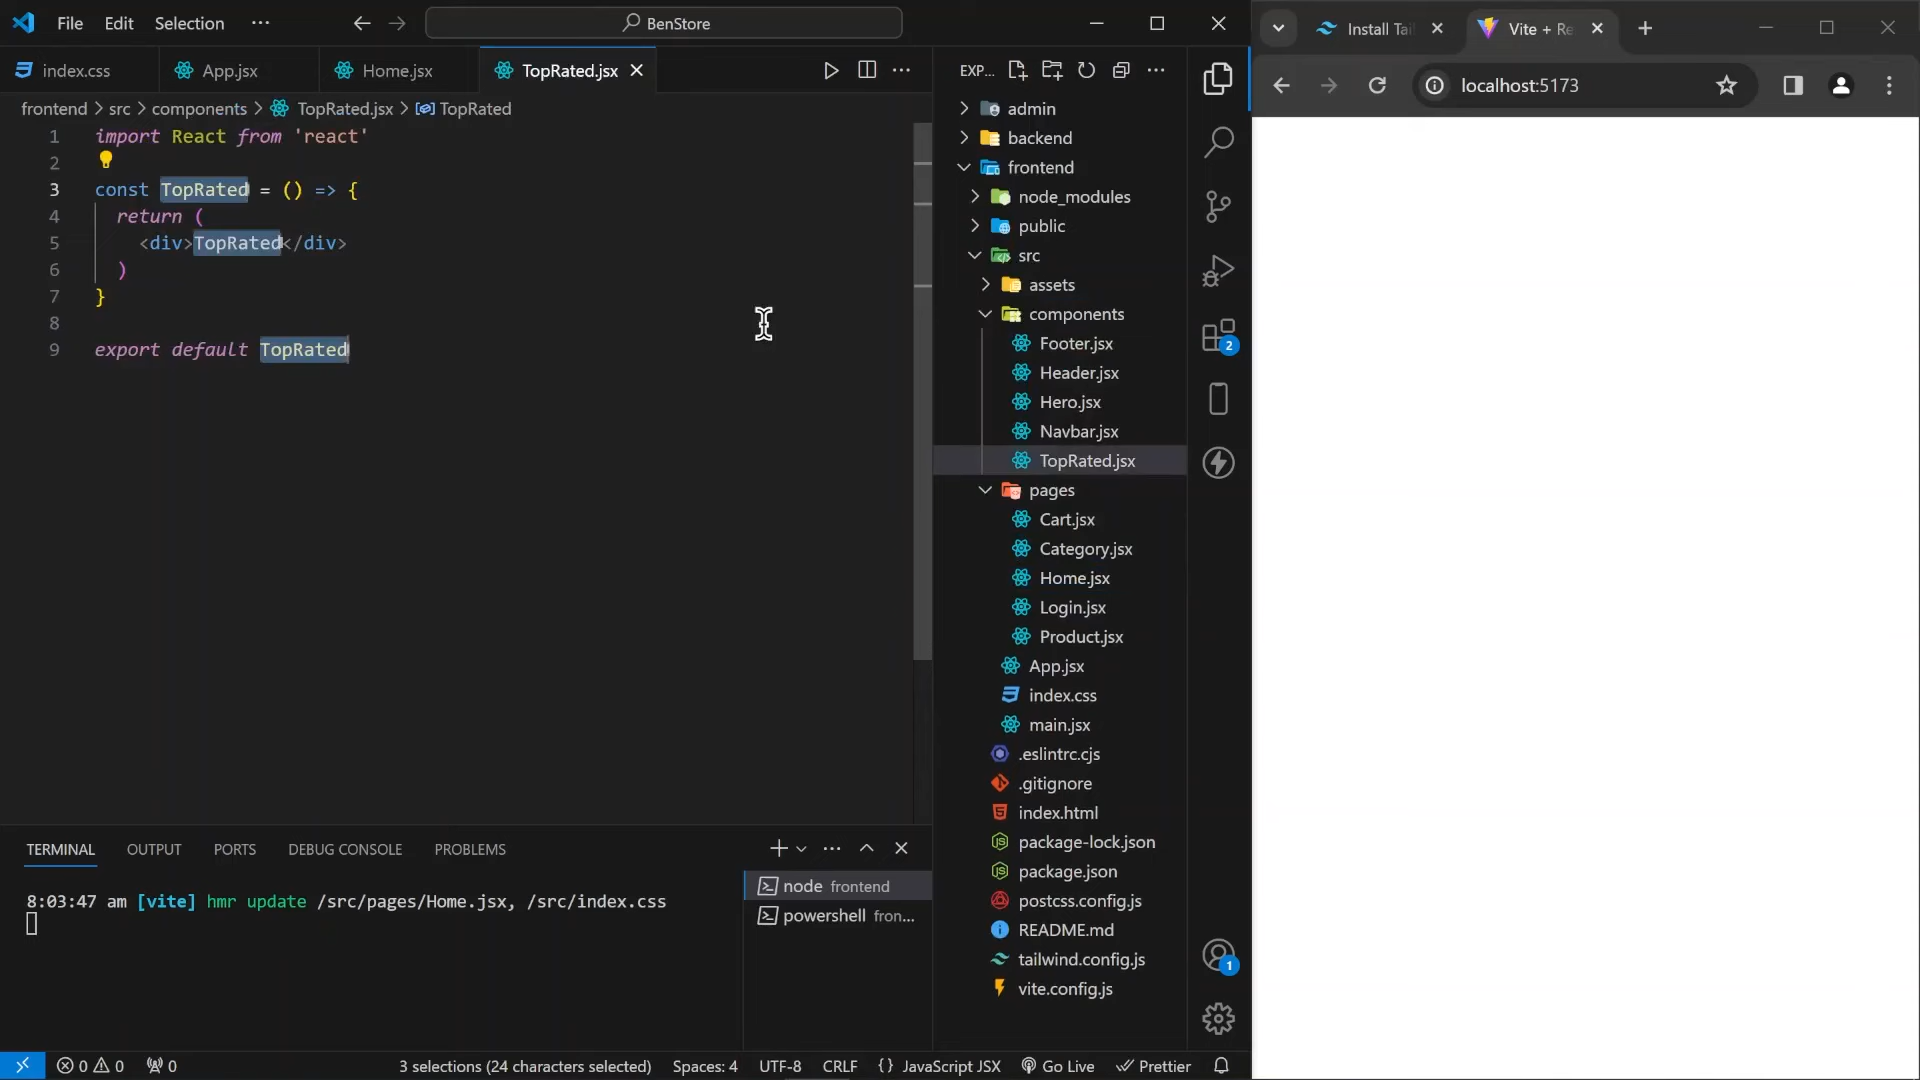 File Edit Selection ··· BenStore
index.css App.jsx Home.jsx TopRated.jsx
frontend > src > components > TopRated.jsx > TopRated
1 import React from 'react'
2
3 const TopRated = () => {
4 return (
5 <div>TopRated</div>
6 )
7 }
8
9 export default TopRated
TERMINAL OUTPUT PORTS DEBUG CONSOLE PROBLEMS
8:03:47 am [vite] hmr update /src/pages/Home.jsx, /src/index.css
node frontend
powershell fron...
EXP...
admin
backend
frontend
node_modules
public
src
assets
components
Footer.jsx
Header.jsx
Hero.jsx
Navbar.jsx
TopRated.jsx
pages
Cart.jsx
Category.jsx
Home.jsx
Login.jsx
Product.jsx
App.jsx
index.css
main.jsx
.eslintrc.cjs
.gitignore
index.html
package-lock.json
package.json
postcss.config.js
README.md
tailwind.config.js
vite.config.js
2
1
0 0 0 3 selections (24 characters selected) Spaces: 4 UTF-8 CRLF {} JavaScript JSX Go Live Prettier
Install Tai Vite + Re
localhost:5173